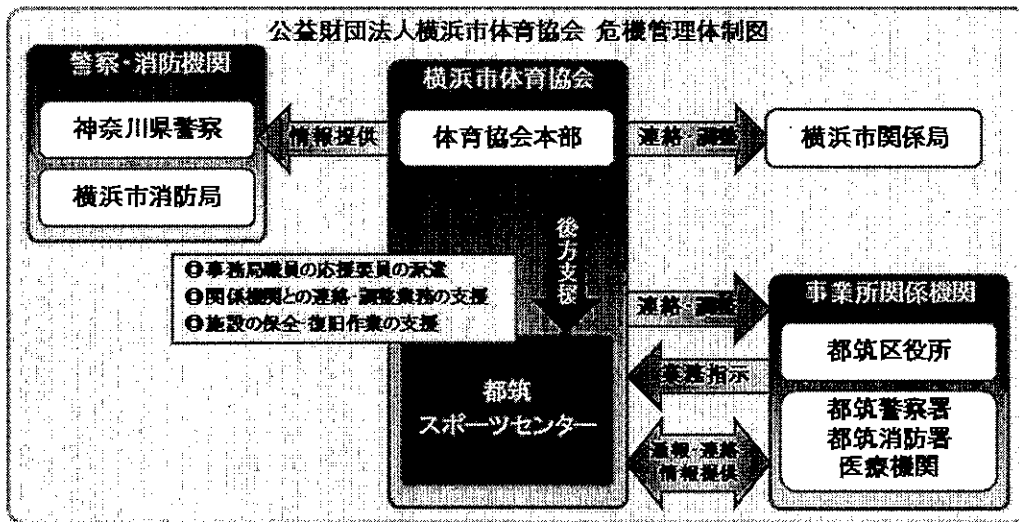 公益財団法人横浜市体育協会 危機管理体制図
警察・消防機関
神奈川県警察
横浜市消防局
情報提供
横浜市体育協会
体育協会本部
連絡・調整
横浜市関係局
後方支援
❶事務局職員の応援要員の派遣
❷関係機関との連絡・調整業務の支援
❸施設の保全・復旧作業の支援
都筑
スポーツセンター
連絡・調整
業務指示
通報・連絡
情報提供
事業所関係機関
都筑区役所
都筑警察署
都筑消防署
医療機関